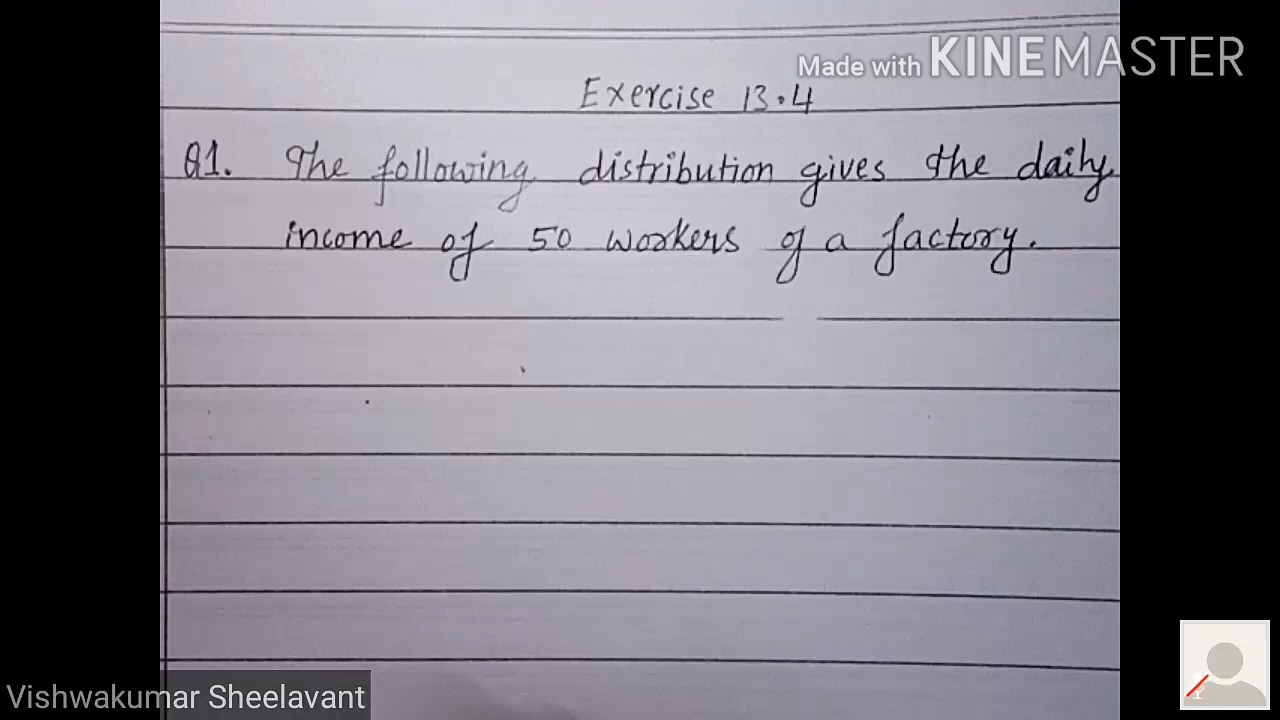 Made with KINEMASTER
Exercise 13.4
Q1. The following distribution gives the daily
income of 50 workers of a factory.
Vishwakumar Sheelavant